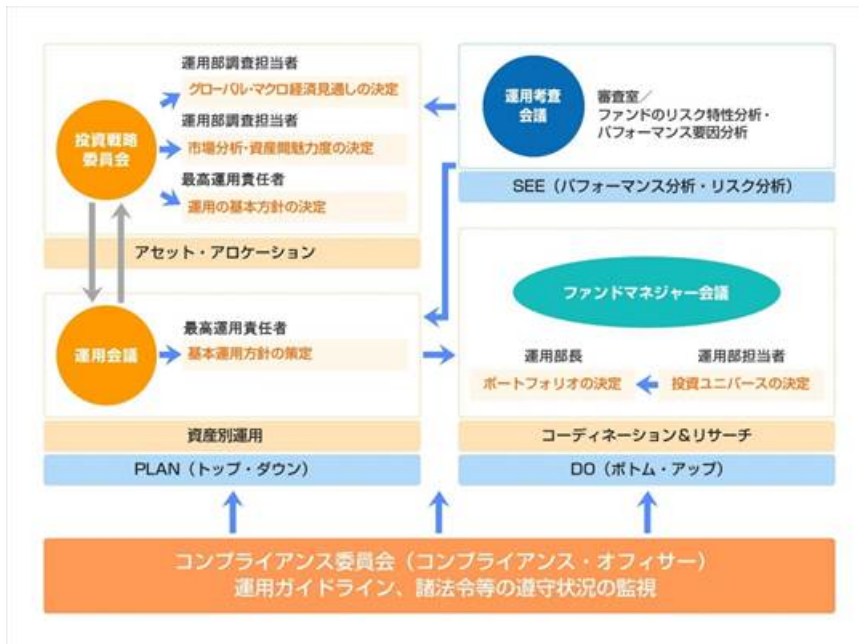 投資戦略
委員会
運用部調査担当者
グローバル・マクロ経済見通しの決定
運用部調査担当者
市場分析・資産間魅力度の決定
最高運用責任者
運用の基本方針の決定
アセット・アロケーション
運用考査
会議
審査室/
ファンドのリスク特性分析・
パフォーマンス要因分析
SEE(パフォーマンス分析・リスク分析)
運用会議
最高運用責任者
基本運用方針の策定
資産別運用
PLAN(トップ・ダウン)
ファンドマネジャー会議
運用部長
ポートフォリオの決定
運用部担当者
投資ユニバースの決定
コーディネーション&リサーチ
DO(ボトム・アップ)
コンプライアンス委員会(コンプライアンス・オフィサー)
運用ガイドライン、諸法令等の遵守状況の監視